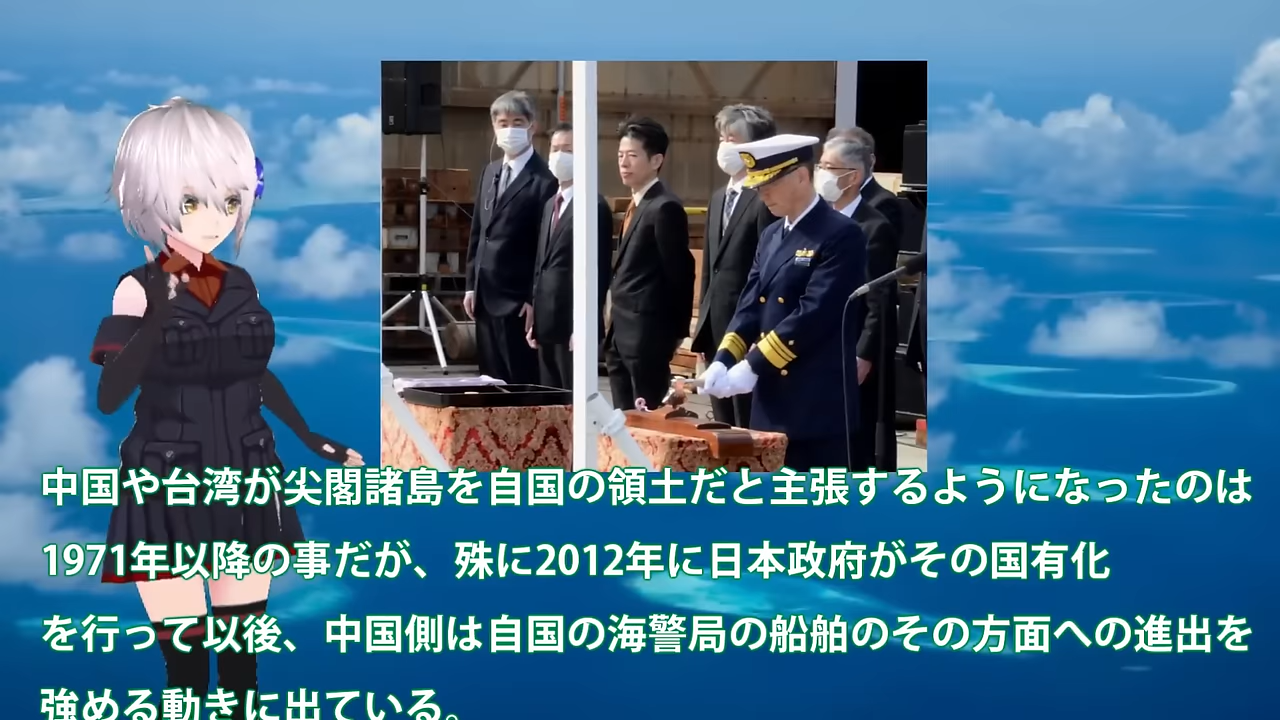 中国や台湾が尖閣諸島を自国の領土だと主張するようになったのは
1971年以降の事だが、殊に2012年に日本政府がその国有化
を行って以後、中国側は自国の海警局の船舶のその方面への進出を
強める動きに出ている。